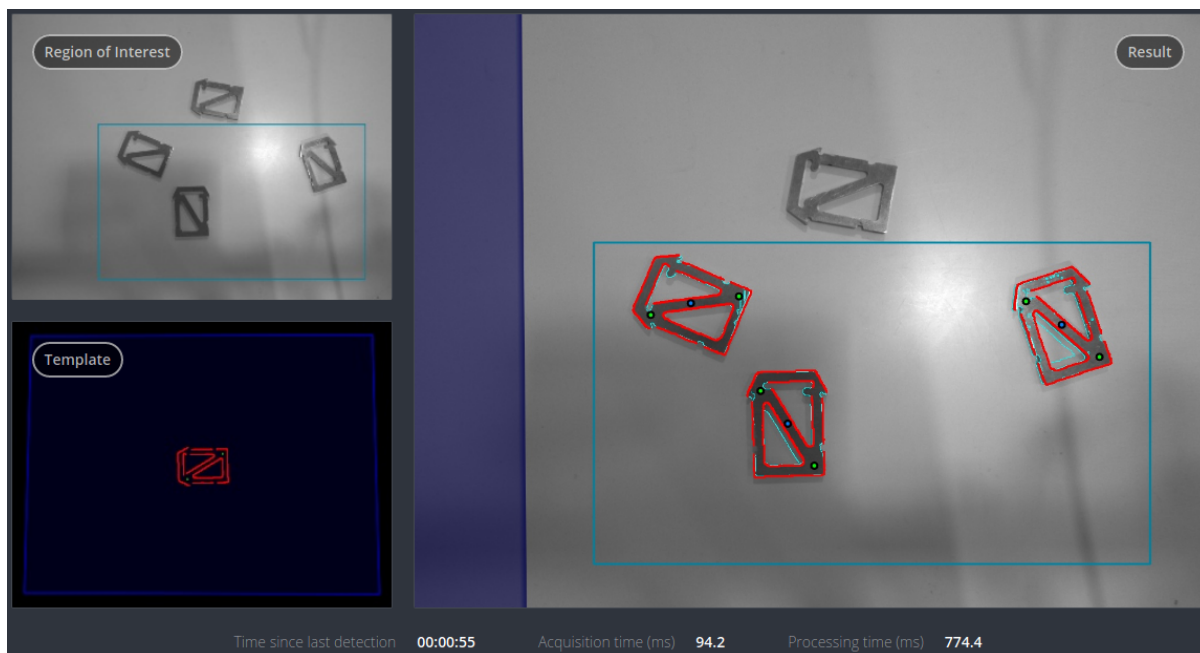 Region of Interest
Result
Template
Time since last detection 00:00:55 Acquisition time (ms) 94.2 Processing time (ms) 774.4